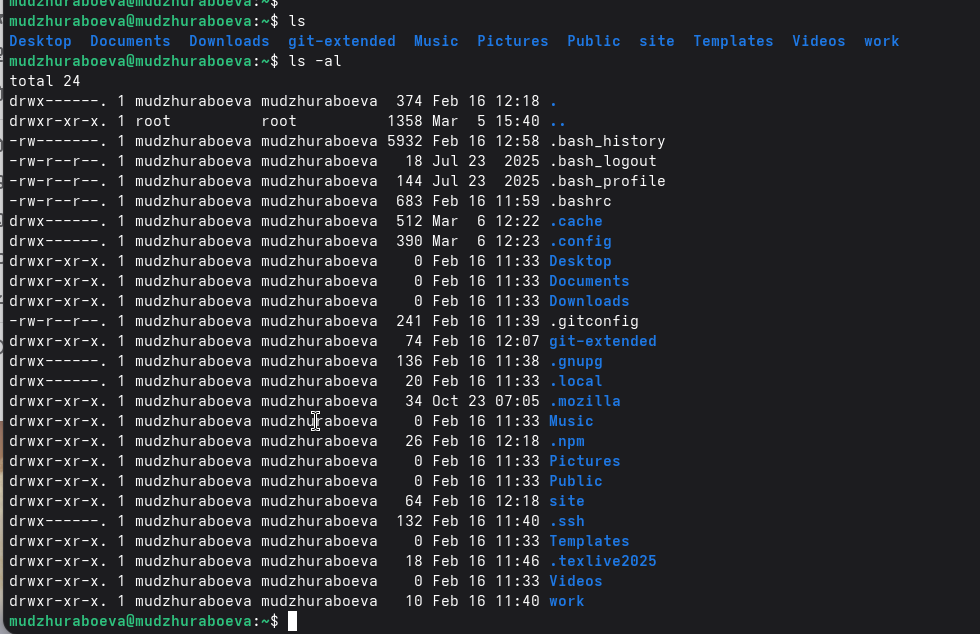 mudzhuraboeva@mudzhuraboeva:~$
mudzhuraboeva@mudzhuraboeva:~$ ls
Desktop  Documents  Downloads  git-extended  Music  Pictures  Public  site  Templates  Videos  work
mudzhuraboeva@mudzhuraboeva:~$ ls -al
total 24
drwx------. 1 mudzhuraboeva mudzhuraboeva  374 Feb 16 12:18 .
drwxr-xr-x. 1 root          root          1358 Mar  5 15:40 ..
-rw-------. 1 mudzhuraboeva mudzhuraboeva 5932 Feb 16 12:58 .bash_history
-rw-r--r--. 1 mudzhuraboeva mudzhuraboeva   18 Jul 23  2025 .bash_logout
-rw-r--r--. 1 mudzhuraboeva mudzhuraboeva  144 Jul 23  2025 .bash_profile
-rw-r--r--. 1 mudzhuraboeva mudzhuraboeva  683 Feb 16 11:59 .bashrc
drwx------. 1 mudzhuraboeva mudzhuraboeva  512 Mar  6 12:22 .cache
drwx------. 1 mudzhuraboeva mudzhuraboeva  390 Mar  6 12:23 .config
drwxr-xr-x. 1 mudzhuraboeva mudzhuraboeva    0 Feb 16 11:33 Desktop
drwxr-xr-x. 1 mudzhuraboeva mudzhuraboeva    0 Feb 16 11:33 Documents
drwxr-xr-x. 1 mudzhuraboeva mudzhuraboeva    0 Feb 16 11:33 Downloads
-rw-r--r--. 1 mudzhuraboeva mudzhuraboeva  241 Feb 16 11:39 .gitconfig
drwxr-xr-x. 1 mudzhuraboeva mudzhuraboeva   74 Feb 16 12:07 git-extended
drwx------. 1 mudzhuraboeva mudzhuraboeva  136 Feb 16 11:38 .gnupg
drwx------. 1 mudzhuraboeva mudzhuraboeva   20 Feb 16 11:33 .local
drwxr-xr-x. 1 mudzhuraboeva mudzhuraboeva   34 Oct 23 07:05 .mozilla
drwxr-xr-x. 1 mudzhuraboeva mudzhuraboeva    0 Feb 16 11:33 Music
drwxr-xr-x. 1 mudzhuraboeva mudzhuraboeva   26 Feb 16 12:18 .npm
drwxr-xr-x. 1 mudzhuraboeva mudzhuraboeva    0 Feb 16 11:33 Pictures
drwxr-xr-x. 1 mudzhuraboeva mudzhuraboeva    0 Feb 16 11:33 Public
drwxr-xr-x. 1 mudzhuraboeva mudzhuraboeva   64 Feb 16 12:18 site
drwx------. 1 mudzhuraboeva mudzhuraboeva  132 Feb 16 11:40 .ssh
drwxr-xr-x. 1 mudzhuraboeva mudzhuraboeva    0 Feb 16 11:33 Templates
drwxr-xr-x. 1 mudzhuraboeva mudzhuraboeva   18 Feb 16 11:46 .texlive2025
drwxr-xr-x. 1 mudzhuraboeva mudzhuraboeva    0 Feb 16 11:33 Videos
drwxr-xr-x. 1 mudzhuraboeva mudzhuraboeva   10 Feb 16 11:40 work
mudzhuraboeva@mudzhuraboeva:~$